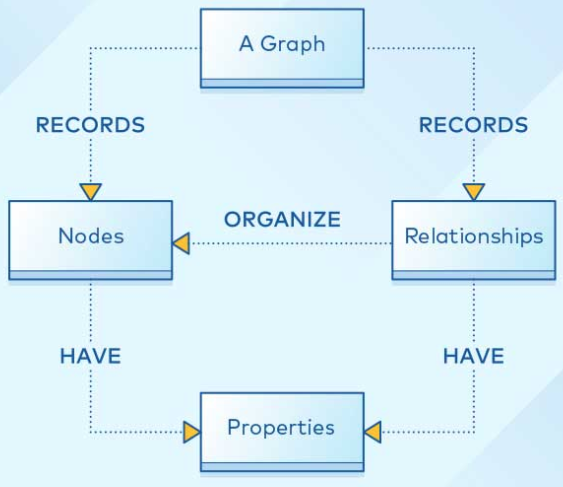 A Graph
RECORDS
RECORDS
Nodes
ORGANIZE
Relationships
HAVE
HAVE
Properties